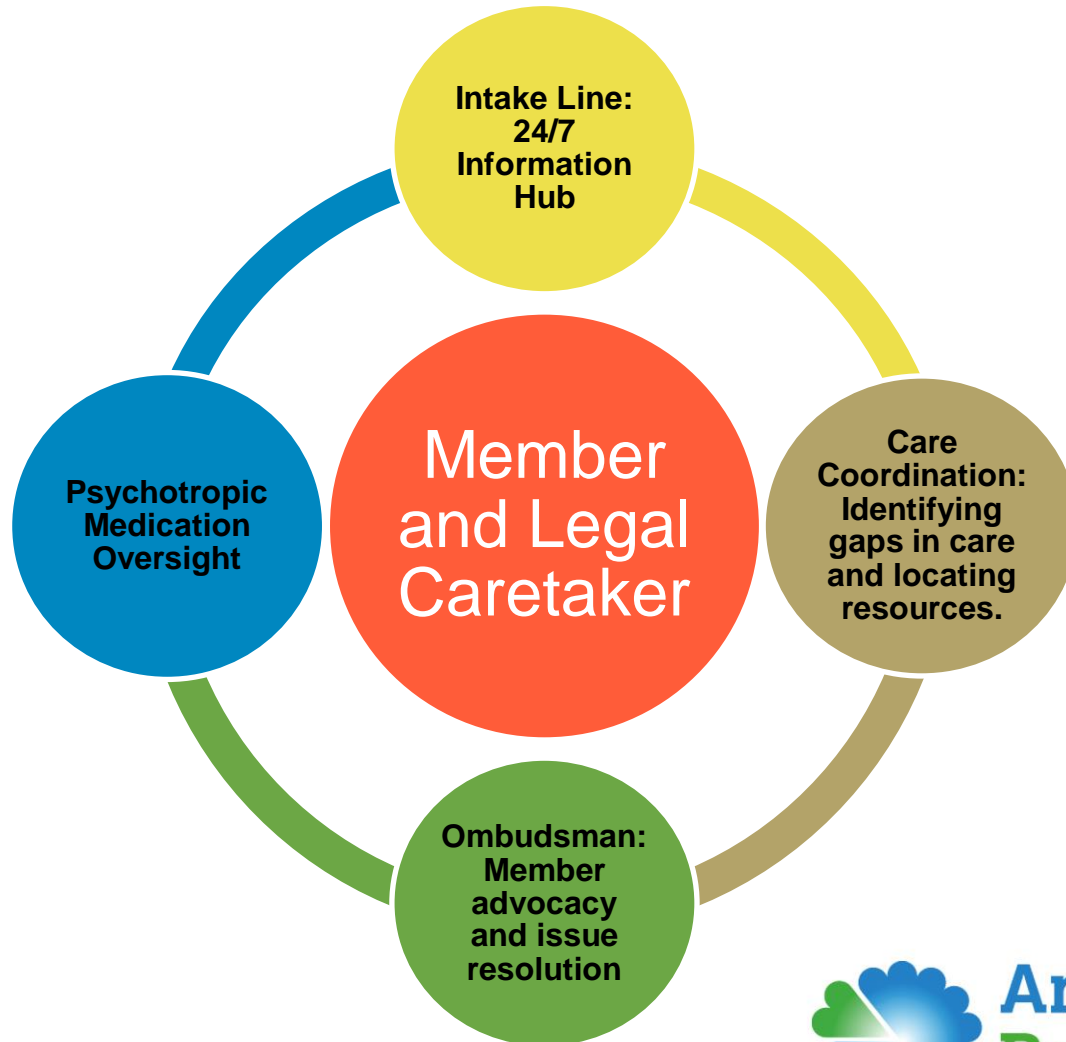 Intake Line:
24/7
Information
Hub
Psychotropic
Medication
Oversight
Member
and Legal
Caretaker
Care
Coordination:
Identifying
gaps in care
and locating
resources.
Ombudsman:
Member
advocacy
and issue
resolution